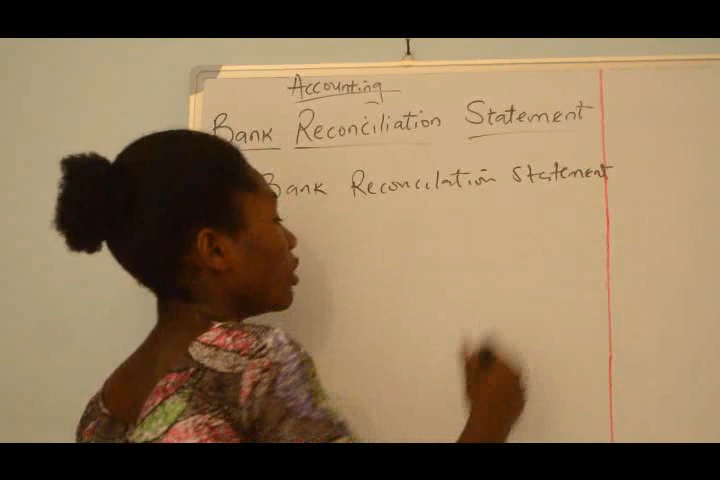 Accounting
Bank Reconciliation Statement
Bank Reconcilation Statement